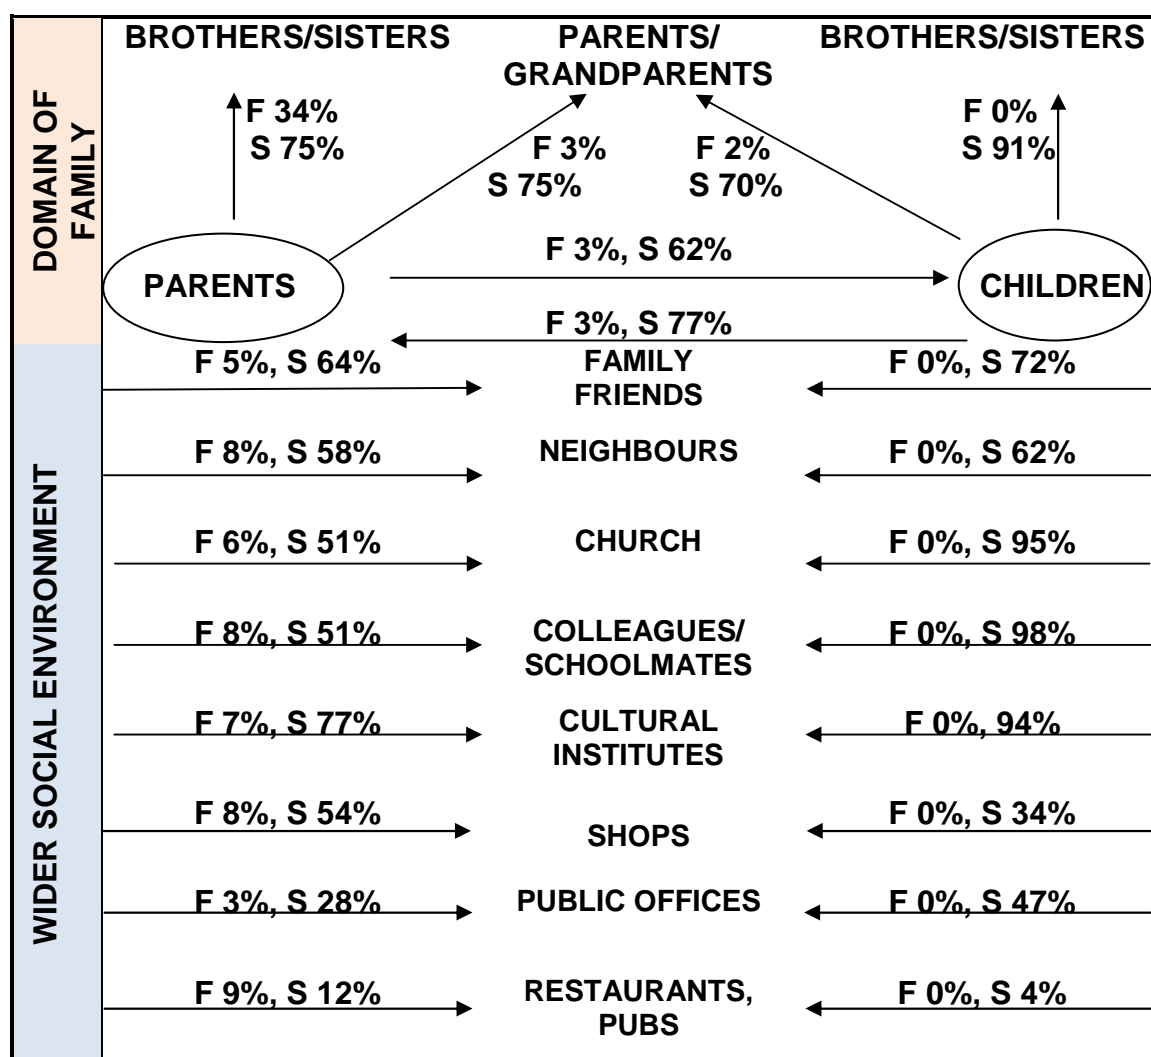 BROTHERS/SISTERS
PARENTS/
GRANDPARENTS
BROTHERS/SISTERS
DOMAIN OF
FAMILY
F 34%
S 75%
F 3%
S 75%
F 2%
S 70%
F 0%
S 91%
F 3%, S 62%
PARENTS
CHILDREN
F 3%, S 77%
WIDER SOCIAL ENVIRONMENT
F 5%, S 64%
FAMILY
FRIENDS
F 0%, S 72%
F 8%, S 58%
NEIGHBOURS
F 0%, S 62%
F 6%, S 51%
CHURCH
F 0%, S 95%
F 8%, S 51%
COLLEAGUES/
SCHOOLMATES
F 0%, S 98%
F 7%, S 77%
CULTURAL
INSTITUTES
F 0%, 94%
F 8%, S 54%
SHOPS
F 0%, S 34%
F 3%, S 28%
PUBLIC OFFICES
F 0%, S 47%
F 9%, S 12%
RESTAURANTS,
PUBS
F 0%, S 4%